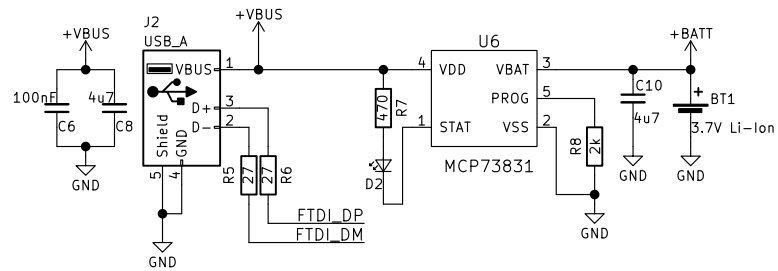 +VBUS
100nF
C6
4u7
C8
GND
J2
USB_A
VBUS
1
D+
3
D-
2
Shield
GND
5
4
GND
+VBUS
R5
27
27
R6
FTDI_DP
FTDI_DM
470
R7
D2
U6
4
VDD
VBAT
3
PROG
5
1
STAT
VSS
2
MCP73831
R8
2k
GND
C10
4u7
GND
+BATT
+
BT1
3.7V Li-Ion
GND